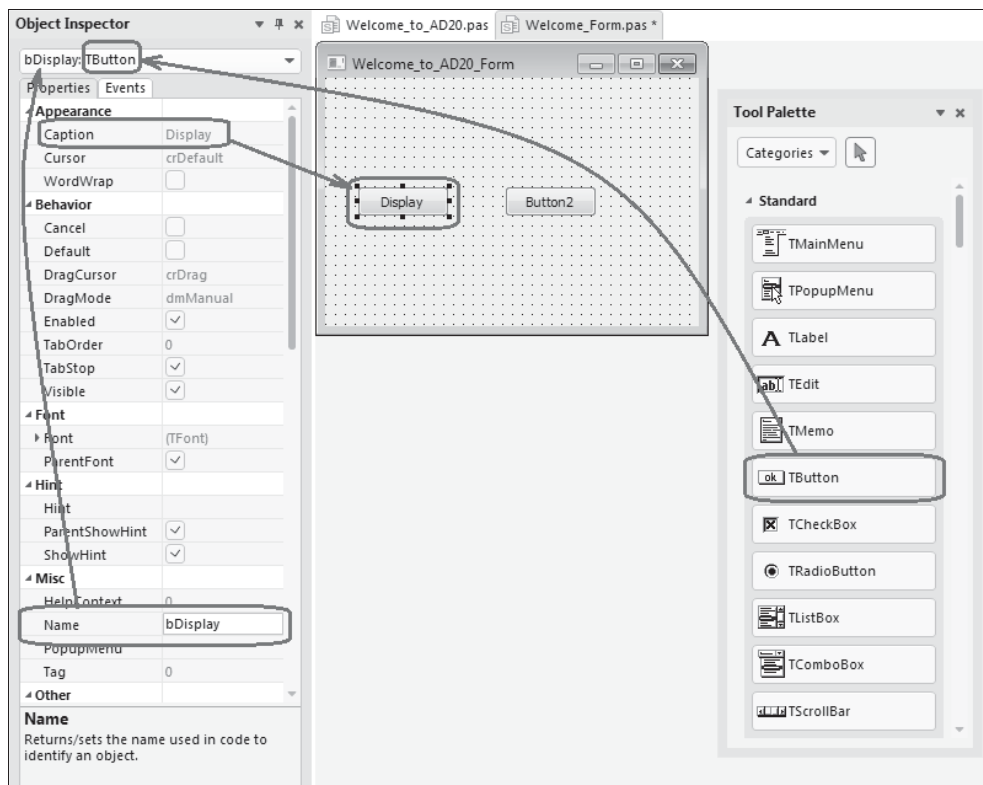 Object Inspector
bDisplay: TButton
Properties Events
Appearance
Caption Display
Cursor crDefault
WordWrap
Behavior
Cancel
Default
DragCursor crDrag
DragMode dmManual
Enabled
TabOrder 0
TabStop
Visible
Font
Font (TFont)
ParentFont
Hint
Hint
ParentShowHint
ShowHint
Misc
HelpContext 0
Name bDisplay
PopupMenu
Tag 0
Other
Name
Returns/sets the name used in code to
identify an object.
Welcome_to_AD20.pas Welcome_Form.pas *
Welcome_to_AD20_Form
Display Button2
Tool Palette
Categories
Standard
TMainMenu
TPopupMenu
A TLabel
ab TEdit
TMemo
ok TButton
TCheckBox
TRadioButton
TListBox
TComboBox
TScrollBar